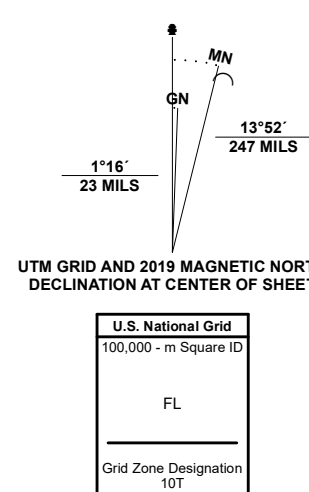 MN
GN
13°52´
247 MILS
1°16´
23 MILS
UTM GRID AND 2019 MAGNETIC NORT
DECLINATION AT CENTER OF SHEET
U.S. National Grid
100,000 - m Square ID
FL
Grid Zone Designation
10T